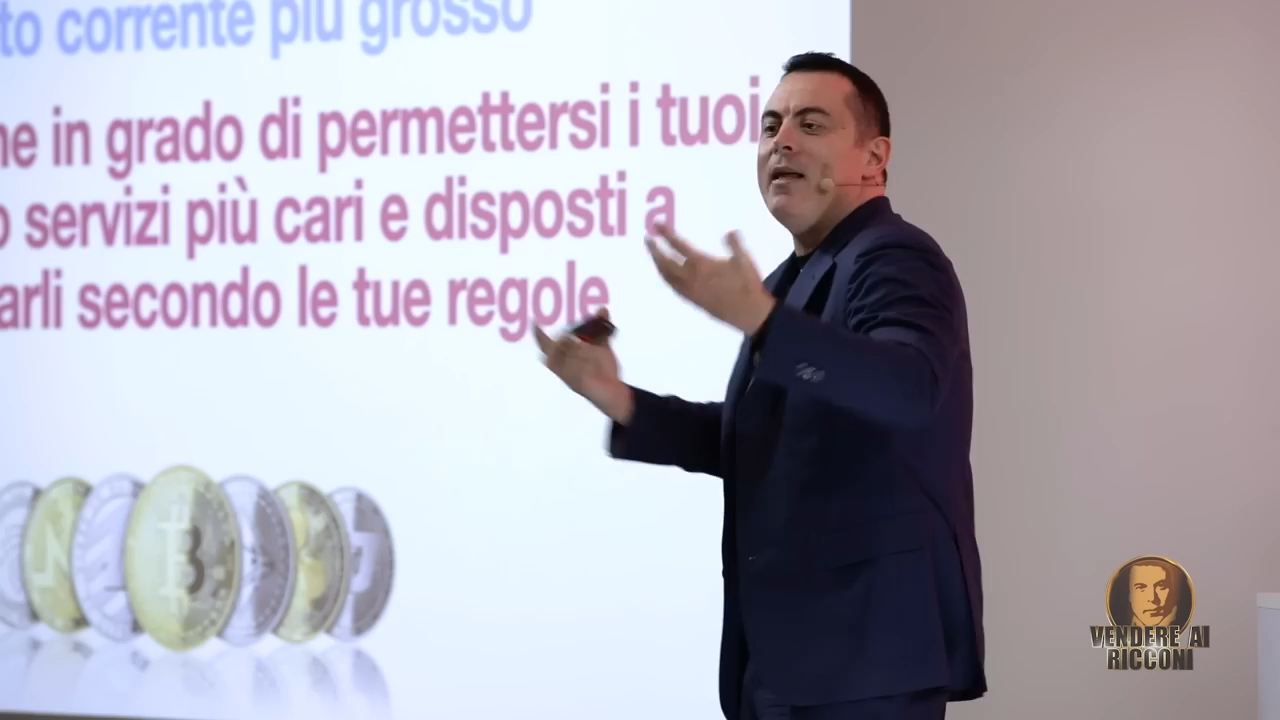 to corrente più grosso
ne in grado di permettersi i tuoi
o servizi più cari e disposti a
arli secondo le tue regole
VENDERE AI
RICCONI